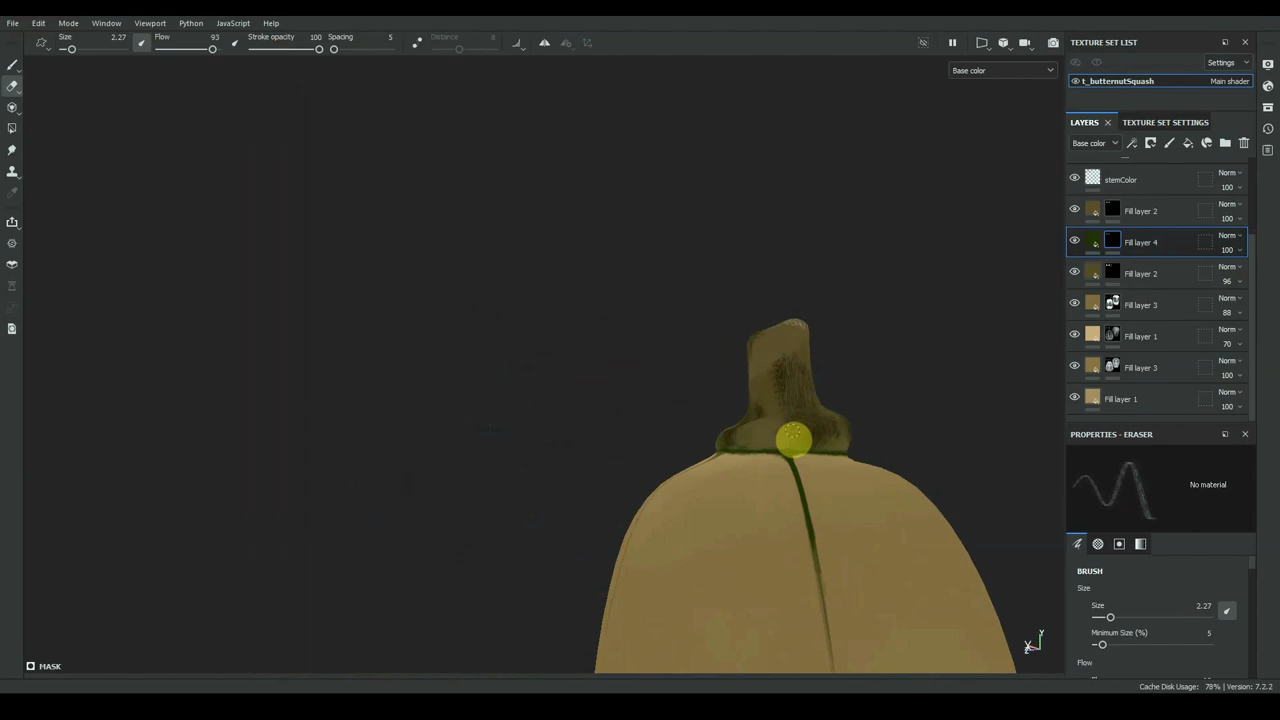 File Edit Mode Window Viewport Python JavaScript Help
Size 2.27 Flow 93 Stroke opacity 100 Spacing 5 Distance 8
Base color
TEXTURE SET LIST
Settings
t_butternutSquash Main shader
LAYERS TEXTURE SET SETTINGS
Base color
stemColor Norm 100
Fill layer 2 Norm 100
Fill layer 4 Norm 100
Fill layer 2 Norm 96
Fill layer 3 Norm 88
Fill layer 1 Norm 70
Fill layer 3 Norm 100
Fill layer 1 Norm 100
PROPERTIES - ERASER
No material
BRUSH
Size
Size 2.27
Minimum Size (%) 5
Flow
Y
MASK
Cache Disk Usage: 78% | Version: 7.2.2